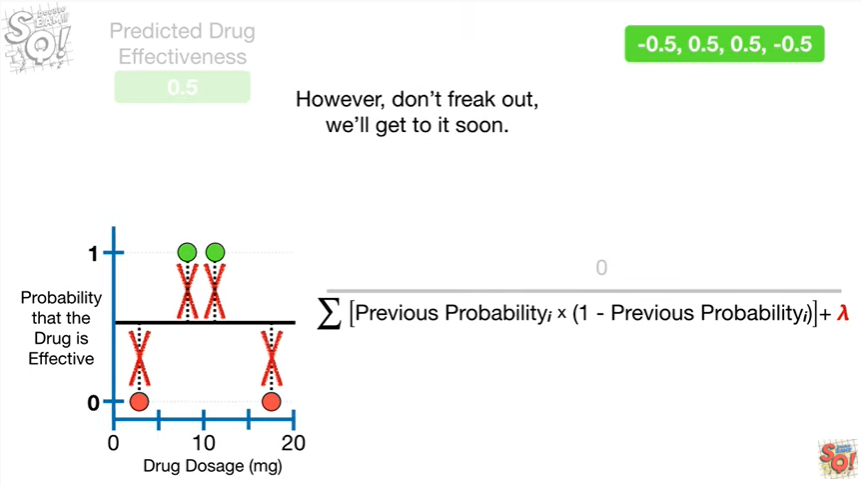 Predicted Drug
Effectiveness
0.5
-0.5, 0.5, 0.5, -0.5
However, don't freak out,
we'll get to it soon.
1
Probability
that the
Drug is
Effective
0
0 10 20
Drug Dosage (mg)
0
∑ [Previous Probabilityᵢ × (1 - Previous Probabilityᵢ)]+ λ